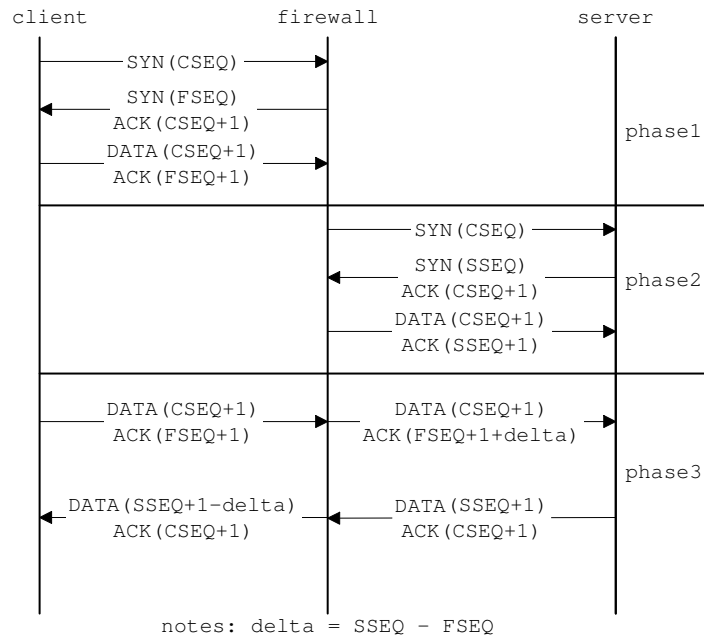 client firewall server
SYN(CSEQ)
SYN(FSEQ)
ACK(CSEQ+1)
DATA(CSEQ+1)
ACK(FSEQ+1)
phase1
SYN(CSEQ)
SYN(SSEQ)
ACK(CSEQ+1)
DATA(CSEQ+1)
ACK(SSEQ+1)
phase2
DATA(CSEQ+1) DATA(CSEQ+1)
ACK(FSEQ+1) ACK(FSEQ+1+delta)
phase3
DATA(SSEQ+1-delta) DATA(SSEQ+1)
ACK(CSEQ+1) ACK(CSEQ+1)
notes: delta = SSEQ - FSEQ